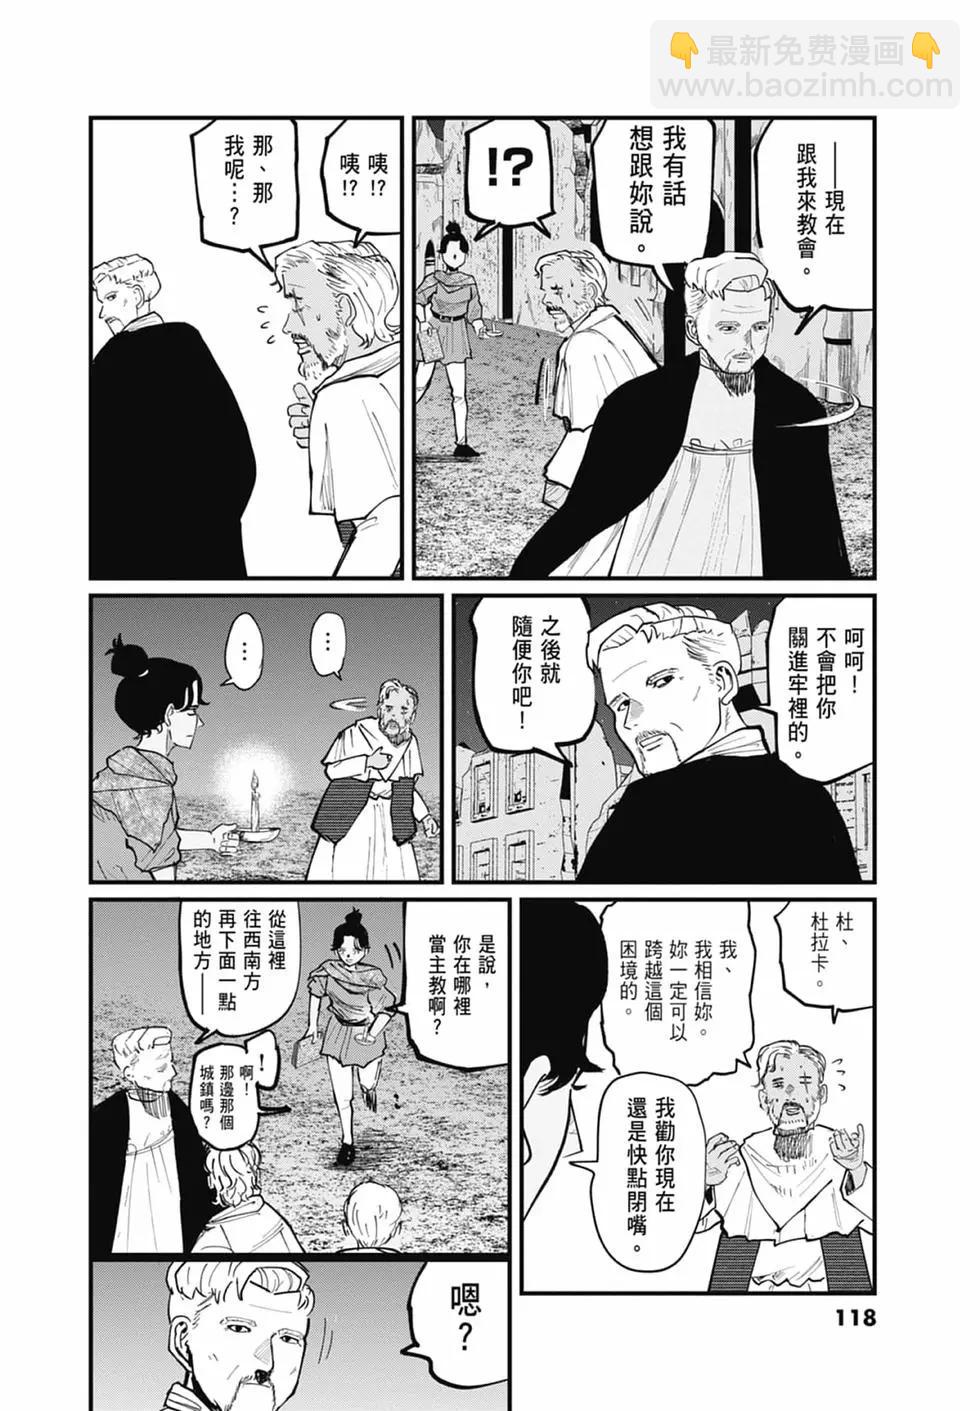 👇最新免费漫画👇
www.baozimh.com
——現在
跟我來教會。
我有話
想跟妳說。
!?
咦!?
咦!?
那、那
我呢…?
呵呵!
不會把你
關進牢裡的。
之後就
隨便你吧!
…
…
杜、
杜拉卡。
我、
我相信妳。
妳一定可以
跨越這個
困境的。
我勸你現在
還是快點閉嘴。
是說,
你在哪裡
當主教啊?
從這裡
往西南方
再下面一點
的地方——
!
啊!
那邊那個
城鎮嗎?
嗯?
118